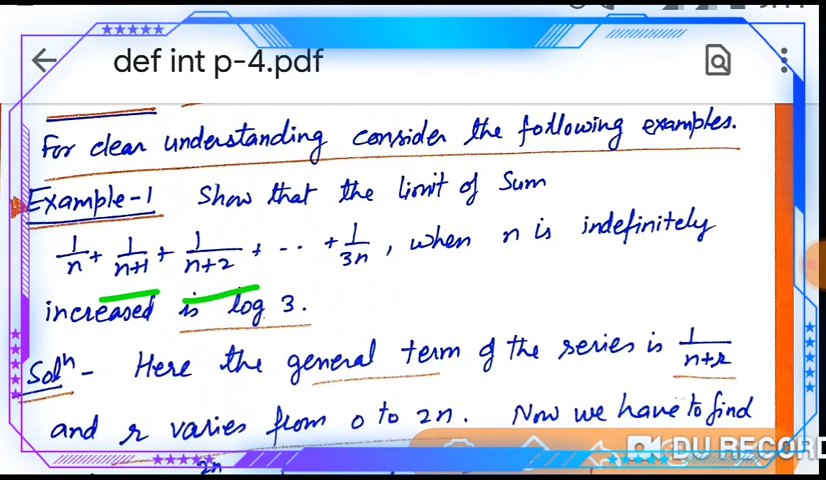 def int p-4.pdf
For clear understanding consider the following examples.
Example-1 Show that the limit of Sum
1/n + 1/n+1 + 1/n+2 + ... + 1/3n, when n is indefinitely
increased is log 3.
Solⁿ - Here the general term of the series is 1/n+r
and r varies from 0 to 2n. Now we have to find
DU RECORD
2n